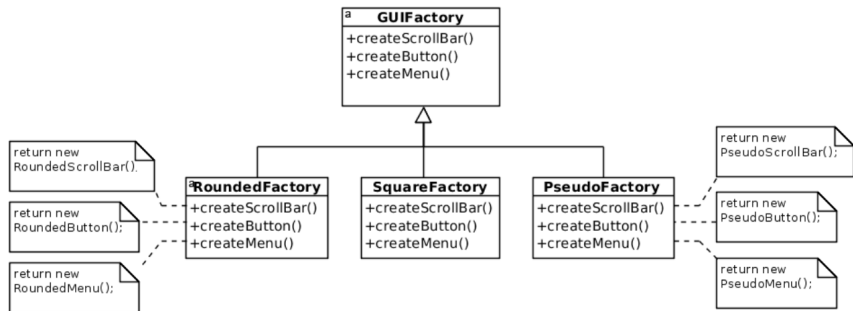 a
GUIFactory
+createScrollBar()
+createButton()
+createMenu()
return new
RoundedScrollBar().
return new
RoundedButton();
return new
RoundedMenu();
a
RoundedFactory
+createScrollBar()
+createButton()
+createMenu()
SquareFactory
+createScrollBar()
+createButton()
+createMenu()
PseudoFactory
+createScrollBar()
+createButton()
+createMenu()
return new
PseudoScrollBar();
return new
PseudoButton();
return new
PseudoMenu();